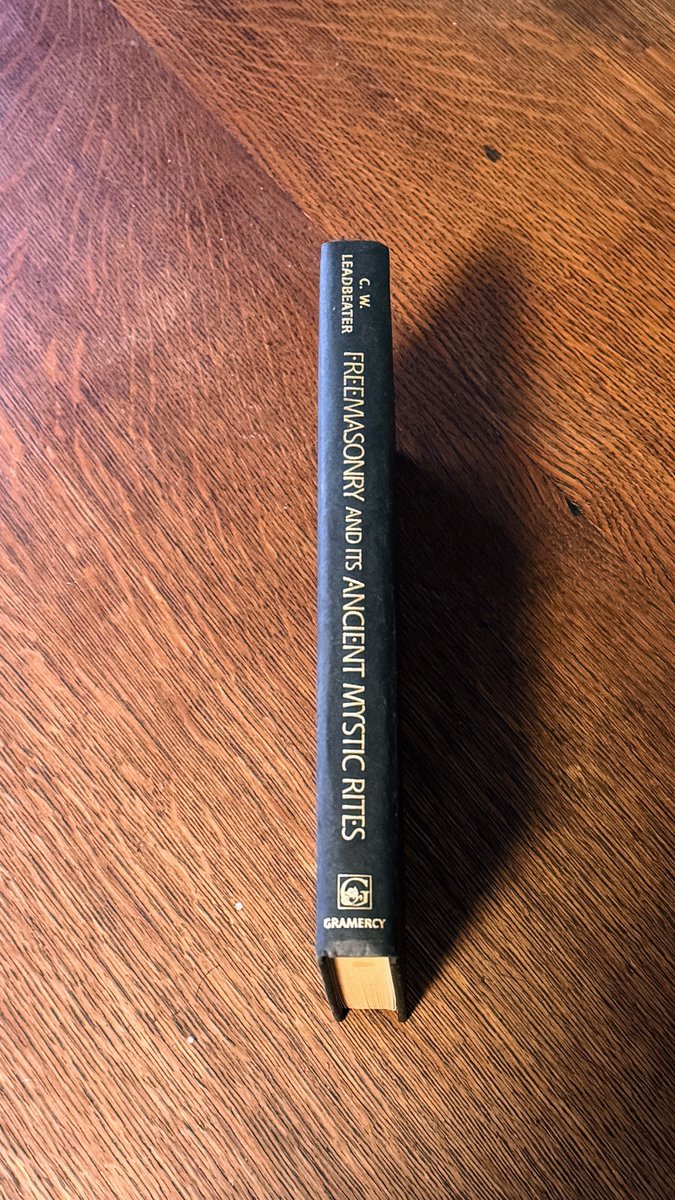 C. W.
LEADBEATER
FREEMASONRY AND ITS ANCIENT MYSTIC RITES
G
GRAMERCY